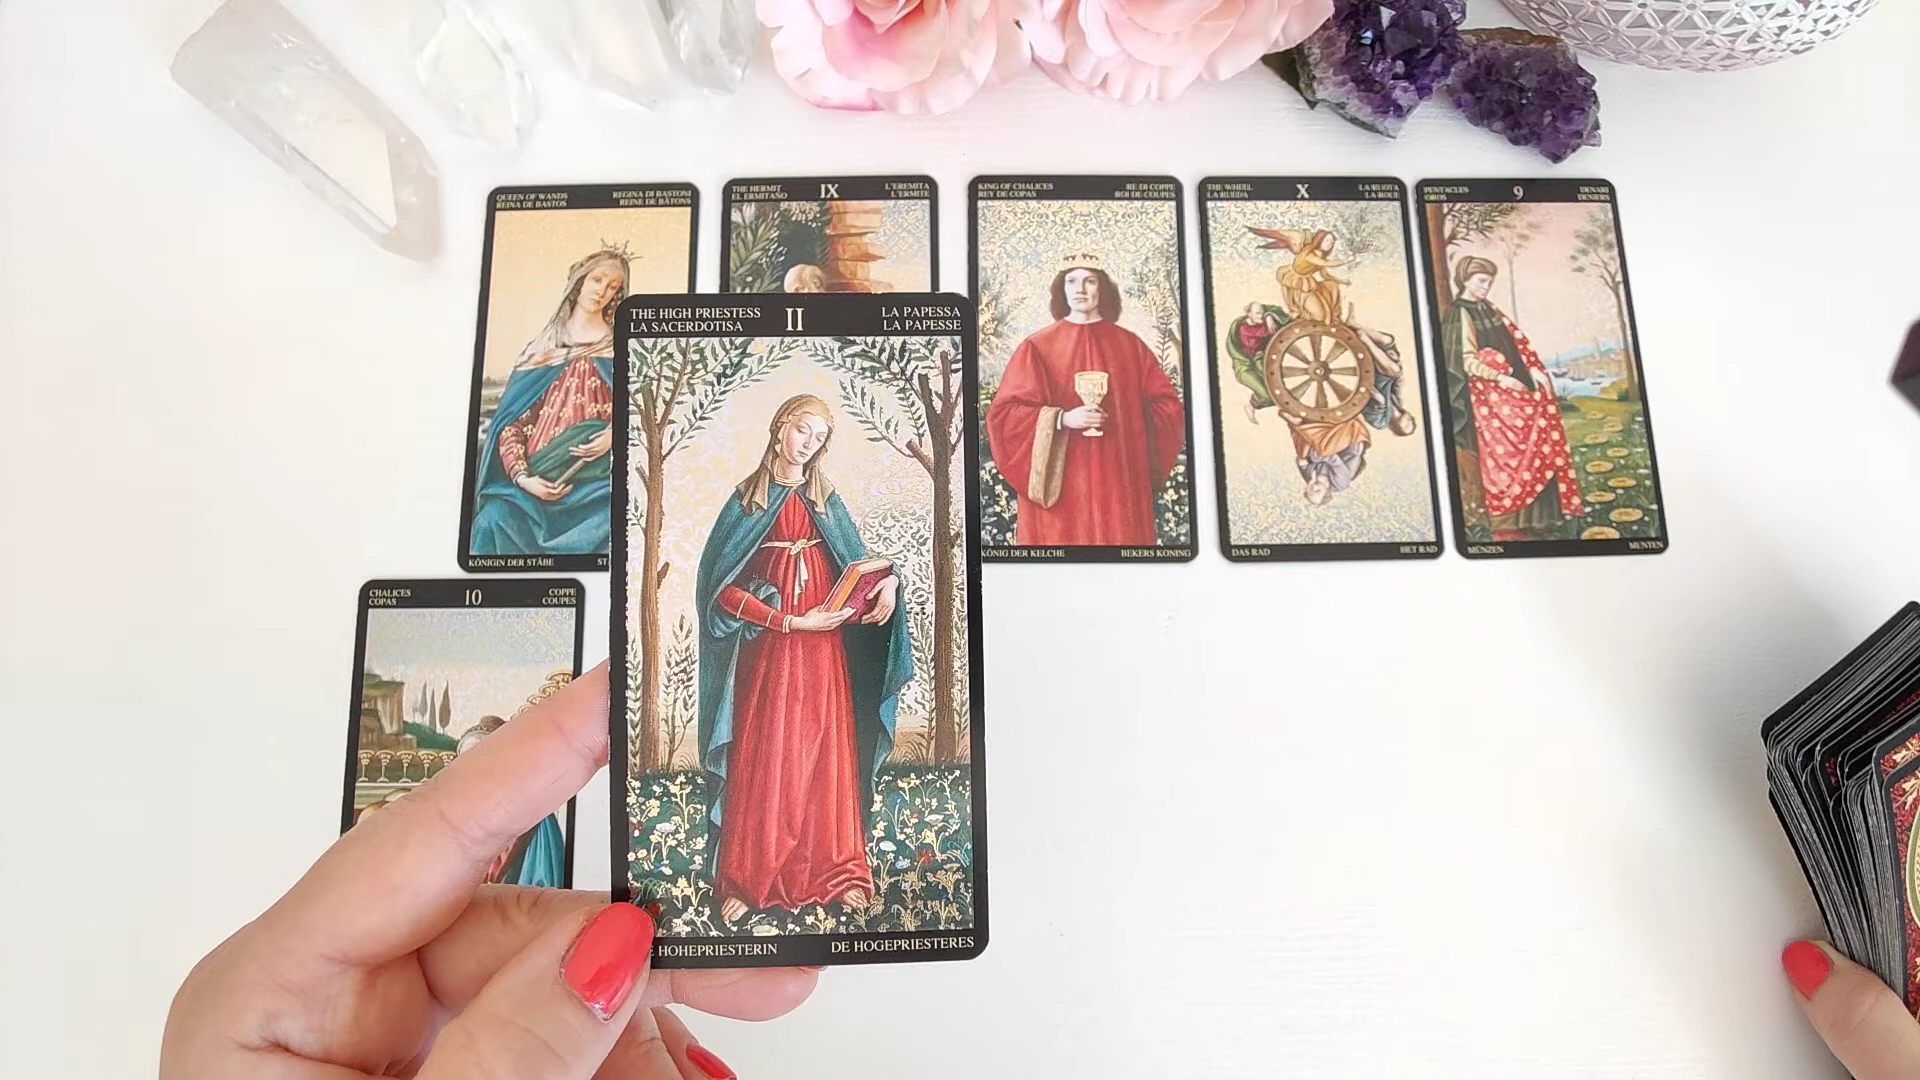 QUEEN OF WANDS
REINA DE BASTOS
REGINA DI BASTONI
REINE DE BÂTONS
KÖNIGIN DER STÄBE
ST
THE HERMIT
EL ERMITAÑO
IX
L'EREMITA
L'ERMITE
KING OF CHALICES
REY DE COPAS
RE DI COPPE
ROI DE COUPES
KÖNIG DER KELCHE
BEKERS KONING
THE WHEEL
LA RUEDA
X
LA RUOTA
LA ROUE
DAS RAD
HET RAD
PENTACLES
OROS
9
DENARI
DENIERS
MÜNZEN
MUNTEN
THE HIGH PRIESTESS
LA SACERDOTISA
II
LA PAPESSA
LA PAPESSE
E HOHEPRIESTERIN
DE HOGEPRIESTERES
CHALICES
COPAS
10
COPPE
COUPES